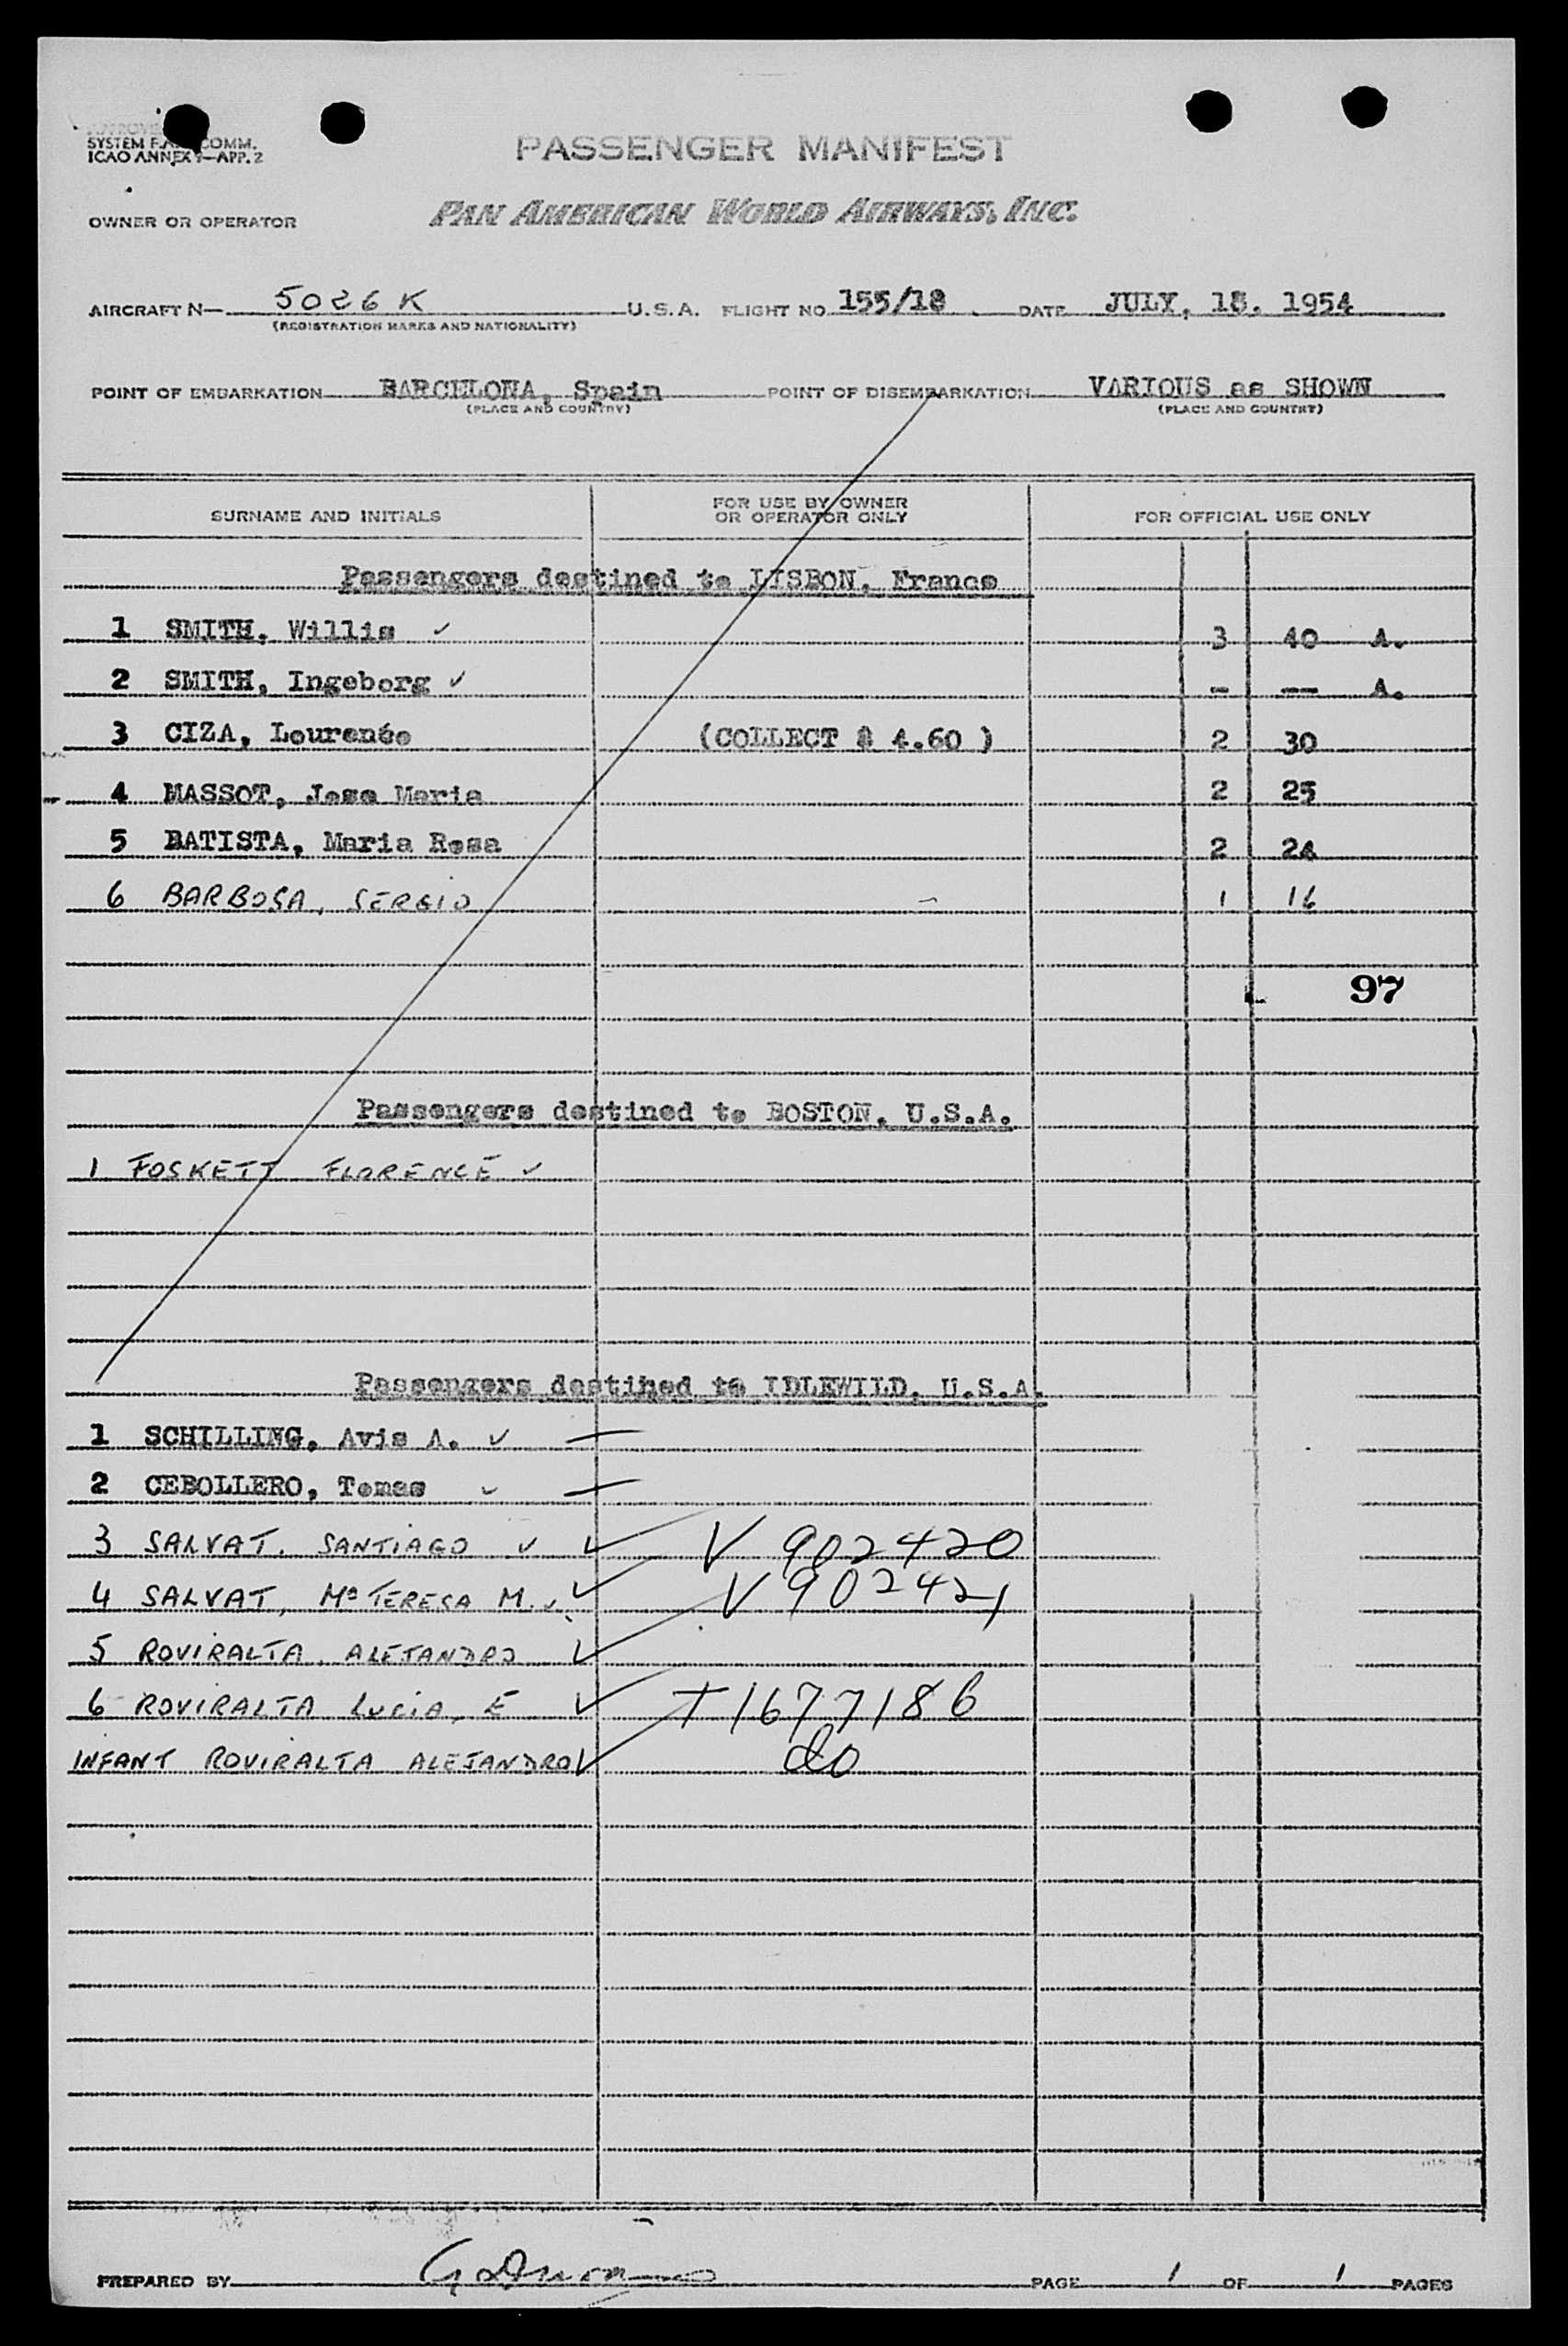 SYSTEM F.A.L. COMM.
ICAO ANNEX 9—APP. 2
PASSENGER MANIFEST
OWNER OR OPERATOR PAN AMERICAN WORLD AIRWAYS, INC.
AIRCRAFT N— 5026 K U.S.A. FLIGHT NO 155/18 DATE JULY, 18. 1954
(REGISTRATION MARKS AND NATIONALITY)
POINT OF EMBARKATION BARCELONA, Spain POINT OF DISEMBARKATION VARIOUS as SHOWN
(PLACE AND COUNTRY) (PLACE AND COUNTRY)
SURNAME AND INITIALS FOR USE BY OWNER OR OPERATOR ONLY FOR OFFICIAL USE ONLY
Passengers destined to LISBON, France
1 SMITH, Willis ✓ 3 40 A.
2 SMITH, Ingeborg ✓ - -- A.
3 CIZA, Lourenéo (COLLECT $ 4.60 ) 2 30
4 MASSOT, Jose Maria 2 25
5 BATISTA, Maria Rosa 2 24
6 BARBOSA, SERGIO 1 16
97
Passengers destined to BOSTON, U.S.A.
1 FOSKETT FLORENCE ✓
Passengers destined to IDLEWILD, U.S.A.
1 SCHILLING, Avis A. ✓ —
2 CEBOLLERO, Tomas ✓ —
3 SALVAT. SANTIAGO ✓ ✓ V 902420
4 SALVAT, Mª TERESA M. ✓ ✓ V 902421
5 ROVIRALTA, ALEJANDRO ✓
6 ROVIRALTA LUCIA, E ✓ T 1677186
INFANT ROVIRALTA ALEJANDRO ✓ do
PREPARED BY PAGE 1 OF 1 PAGES